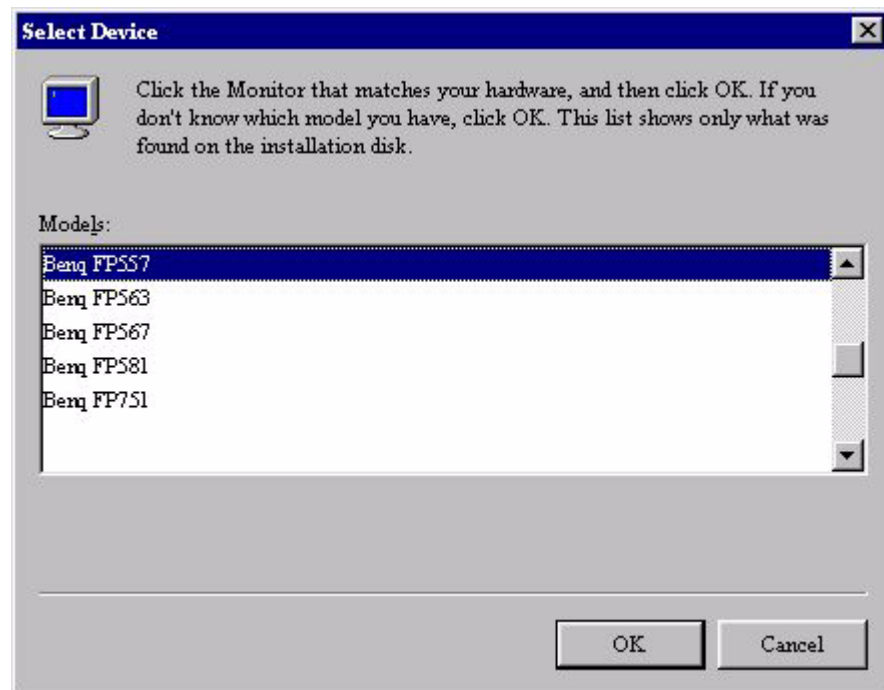 Select Device
Click the Monitor that matches your hardware, and then click OK. If you
don't know which model you have, click OK. This list shows only what was
found on the installation disk.
Models:
Benq FP557
Benq FP563
Benq FP567
Benq FP581
Benq FP751
OK
Cancel